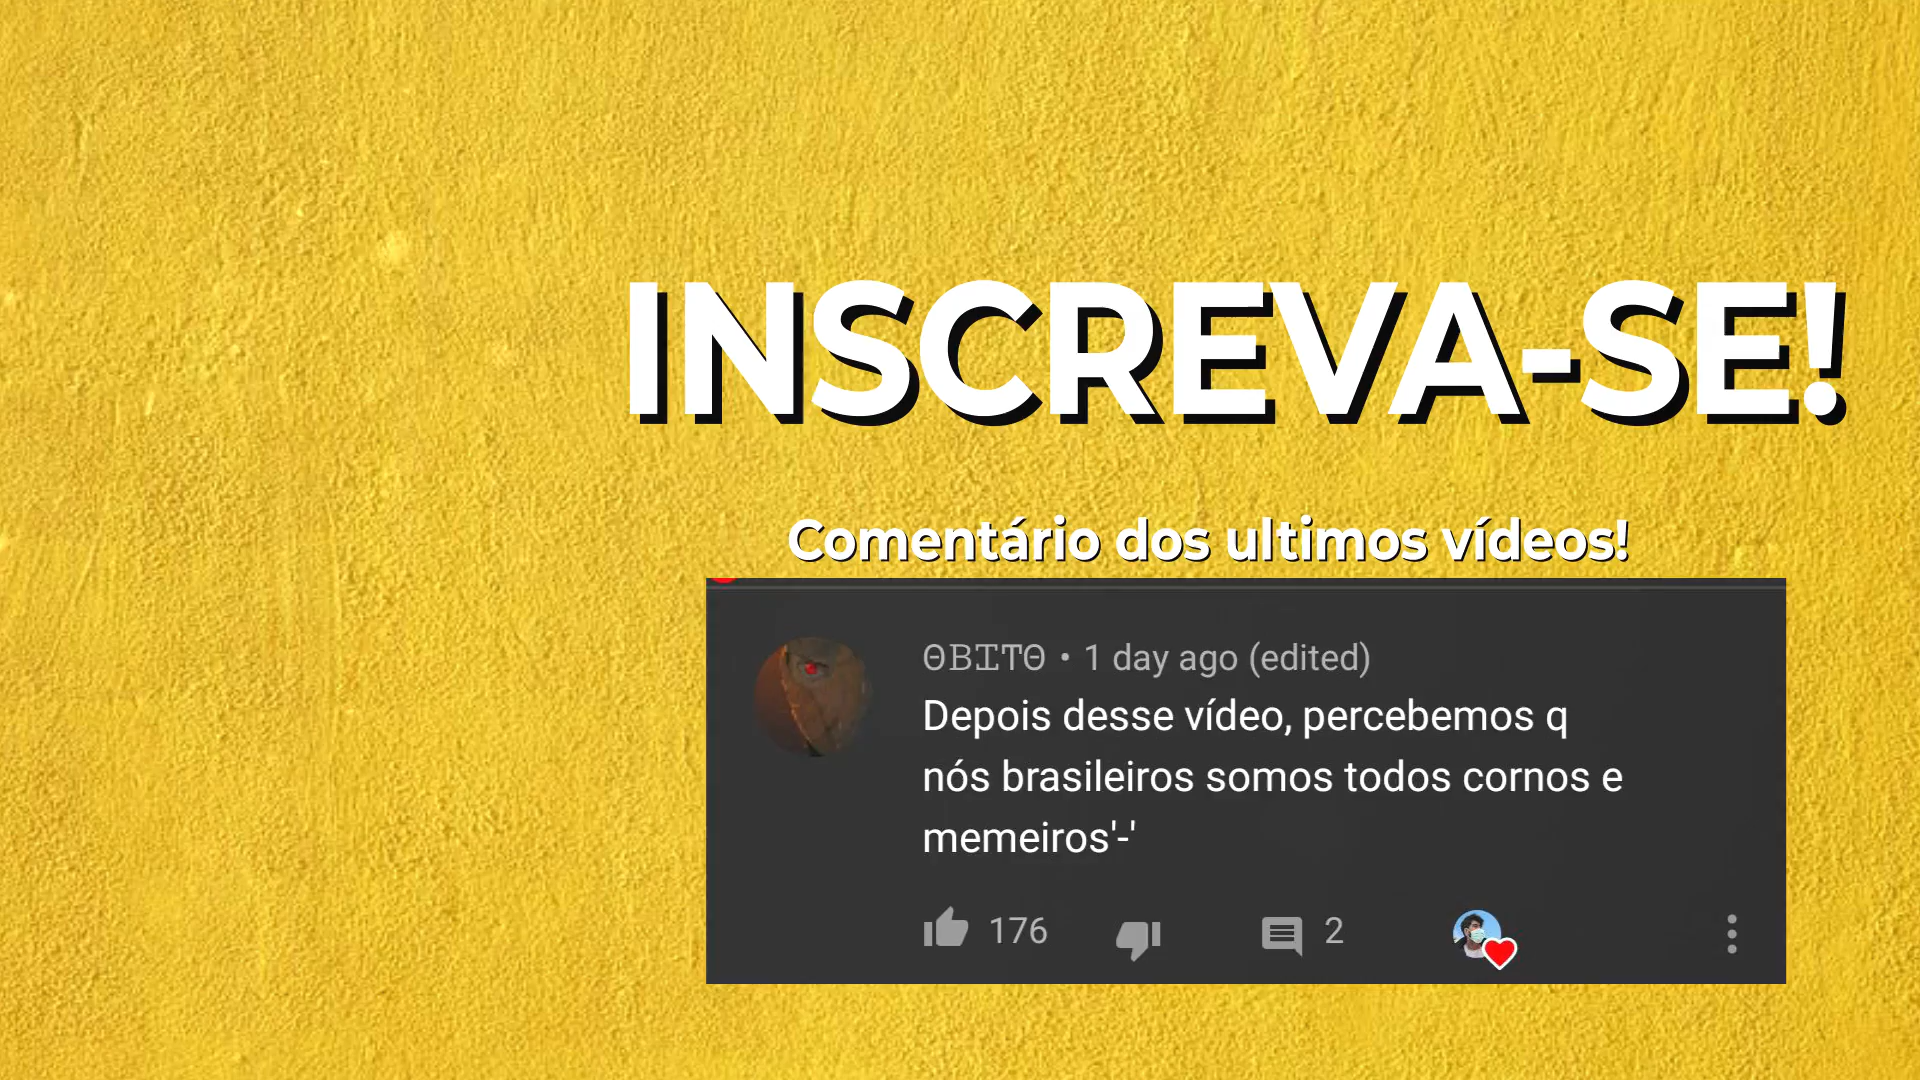 INSCREVA-SE!
Comentário dos ultimos vídeos!
ΘBITΘ • 1 day ago (edited)
Depois desse vídeo, percebemos q
nós brasileiros somos todos cornos e
memeiros'-'
176 2